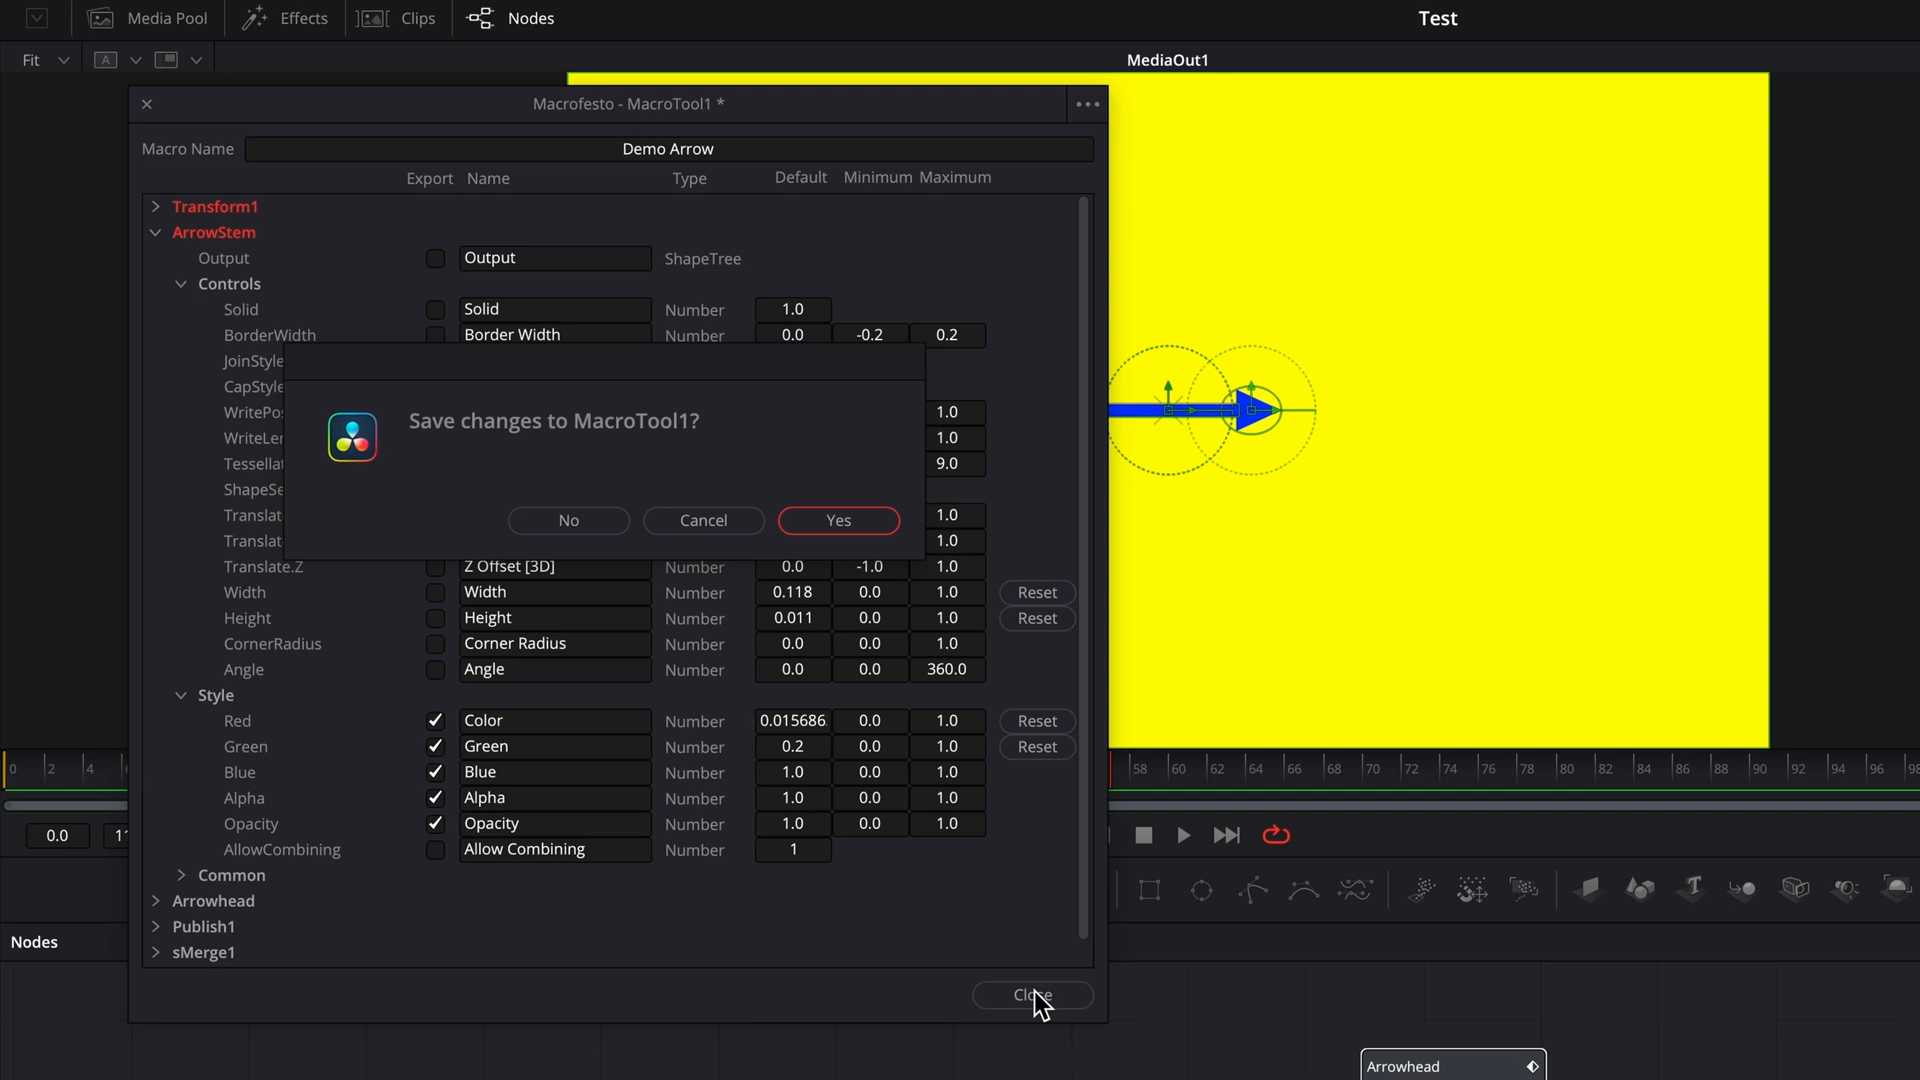 Media Pool Effects Clips Nodes Test
Fit A MediaOut1
Macrofesto - MacroTool1 *
Macro Name Demo Arrow
Export Name Type Default Minimum Maximum
Transform1
ArrowStem
Output Output ShapeTree
Controls
Solid Solid Number 1.0
BorderWidth Border Width Number 0.0 -0.2 0.2
JoinStyle
CapStyle
WritePos 1.0
WriteLen 1.0
Tessellat 9.0
ShapeSe
Translat 1.0
Translat 1.0
Save changes to MacroTool1?
No Cancel Yes
Translate.Z Z Offset [3D] Number 0.0 -1.0 1.0
Width Width Number 0.118 0.0 1.0 Reset
Height Height Number 0.011 0.0 1.0 Reset
CornerRadius Corner Radius Number 0.0 0.0 1.0
Angle Angle Number 0.0 0.0 360.0
Style
Red Color Number 0.015686 0.0 1.0 Reset
Green Green Number 0.2 0.0 1.0 Reset
Blue Blue Number 1.0 0.0 1.0
Alpha Alpha Number 1.0 0.0 1.0
Opacity Opacity Number 1.0 0.0 1.0
AllowCombining Allow Combining Number 1
Common
Arrowhead
Publish1
sMerge1
Close
0 2 4 58 60 62 64 66 68 70 72 74 76 78 80 82 84 86 88 90 92 94 96 98
0.0 11
Nodes
Arrowhead